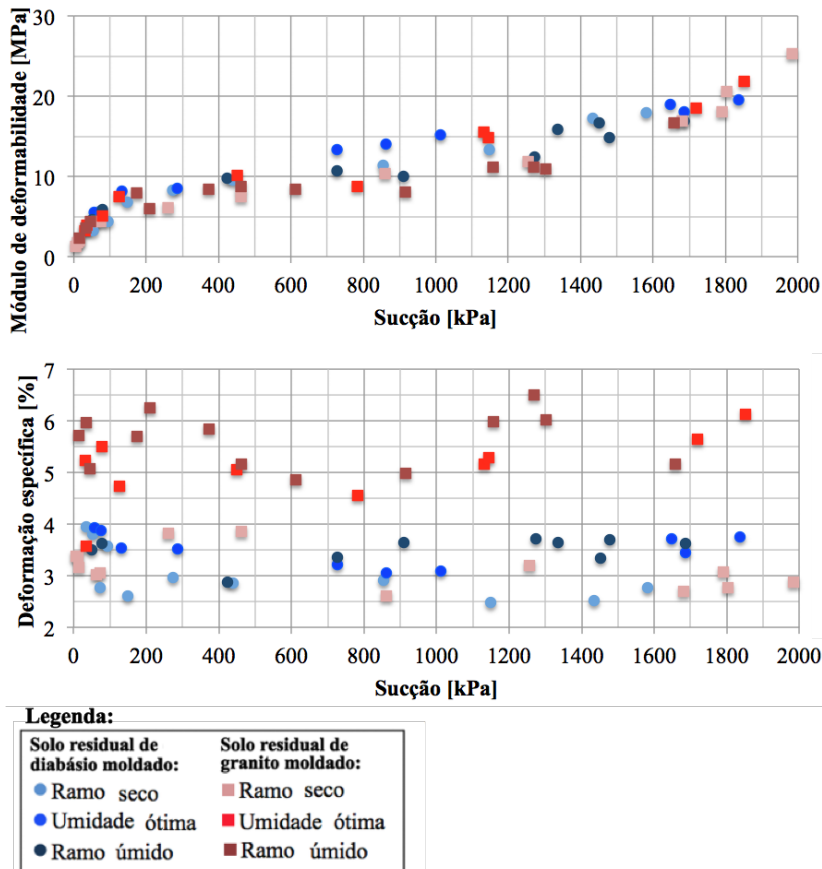 Módulo de deformabilidade [MPa]
30
20
10
0
0 200 400 600 800 1000 1200 1400 1600 1800 2000
Sucção [kPa]
Deformação específica [%]
7
6
5
4
3
2
0 200 400 600 800 1000 1200 1400 1600 1800 2000
Sucção [kPa]
Legenda:
Solo residual de diabásio moldado:
Ramo seco
Umidade ótima
Ramo úmido
Solo residual de granito moldado:
Ramo seco
Umidade ótima
Ramo úmido